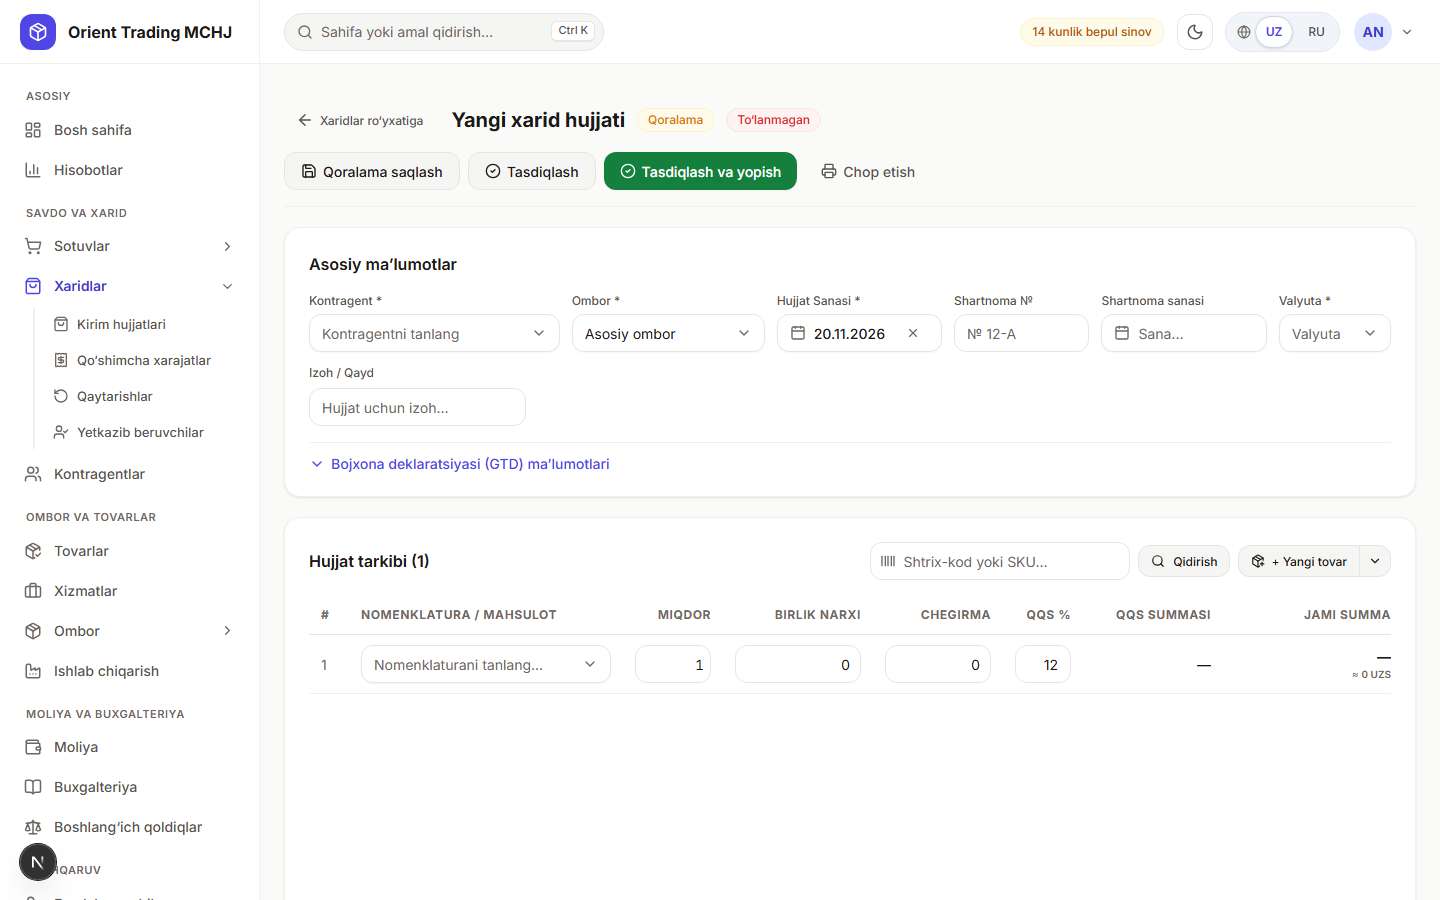 Orient Trading MCHJ
Sahifa yoki amal qidirish...
Ctrl K
14 kunlik bepul sinov
UZ
RU
AN
ASOSIY
Bosh sahifa
Hisobotlar
SAVDO VA XARID
Sotuvlar
Xaridlar
Kirim hujjatlari
Qo‘shimcha xarajatlar
Qaytarishlar
Yetkazib beruvchilar
Kontragentlar
OMBOR VA TOVARLAR
Tovarlar
Xizmatlar
Ombor
Ishlab chiqarish
MOLIYA VA BUXGALTERIYA
Moliya
Buxgalteriya
Boshlang‘ich qoldiqlar
N
Xaridlar ro‘yxatiga
Yangi xarid hujjati
Qoralama
To‘lanmagan
Qoralama saqlash
Tasdiqlash
Tasdiqlash va yopish
Chop etish
Asosiy ma’lumotlar
Kontragent *
Ombor *
Hujjat Sanasi *
Shartnoma №
Shartnoma sanasi
Valyuta *
Kontragentni tanlang
Asosiy ombor
20.11.2026
№ 12-A
Sana...
Valyuta
Izoh / Qayd
Hujjat uchun izoh...
Bojxona deklaratsiyasi (GTD) ma’lumotlari
Hujjat tarkibi (1)
Shtrix-kod yoki SKU...
Qidirish
+ Yangi tovar
# NOMENKLATURA / MAHSULOT MIQDOR BIRLIK NARXI CHEGIRMA QQS % QQS SUMMASI JAMI SUMMA
1 Nomenklaturani tanlang... 1 0 0 12 — —
≈ 0 UZS